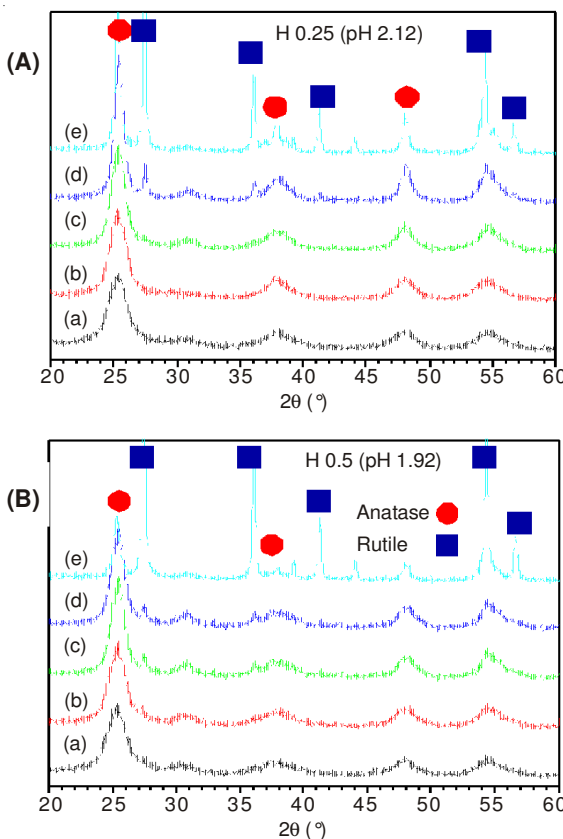 (A)
H 0.25 (pH 2.12)
(e)
(d)
(c)
(b)
(a)
20 25 30 35 40 45 50 55 60
2θ (°)
(B)
H 0.5 (pH 1.92)
Anatase
Rutile
(e)
(d)
(c)
(b)
(a)
20 25 30 35 40 45 50 55 60
2θ (°)